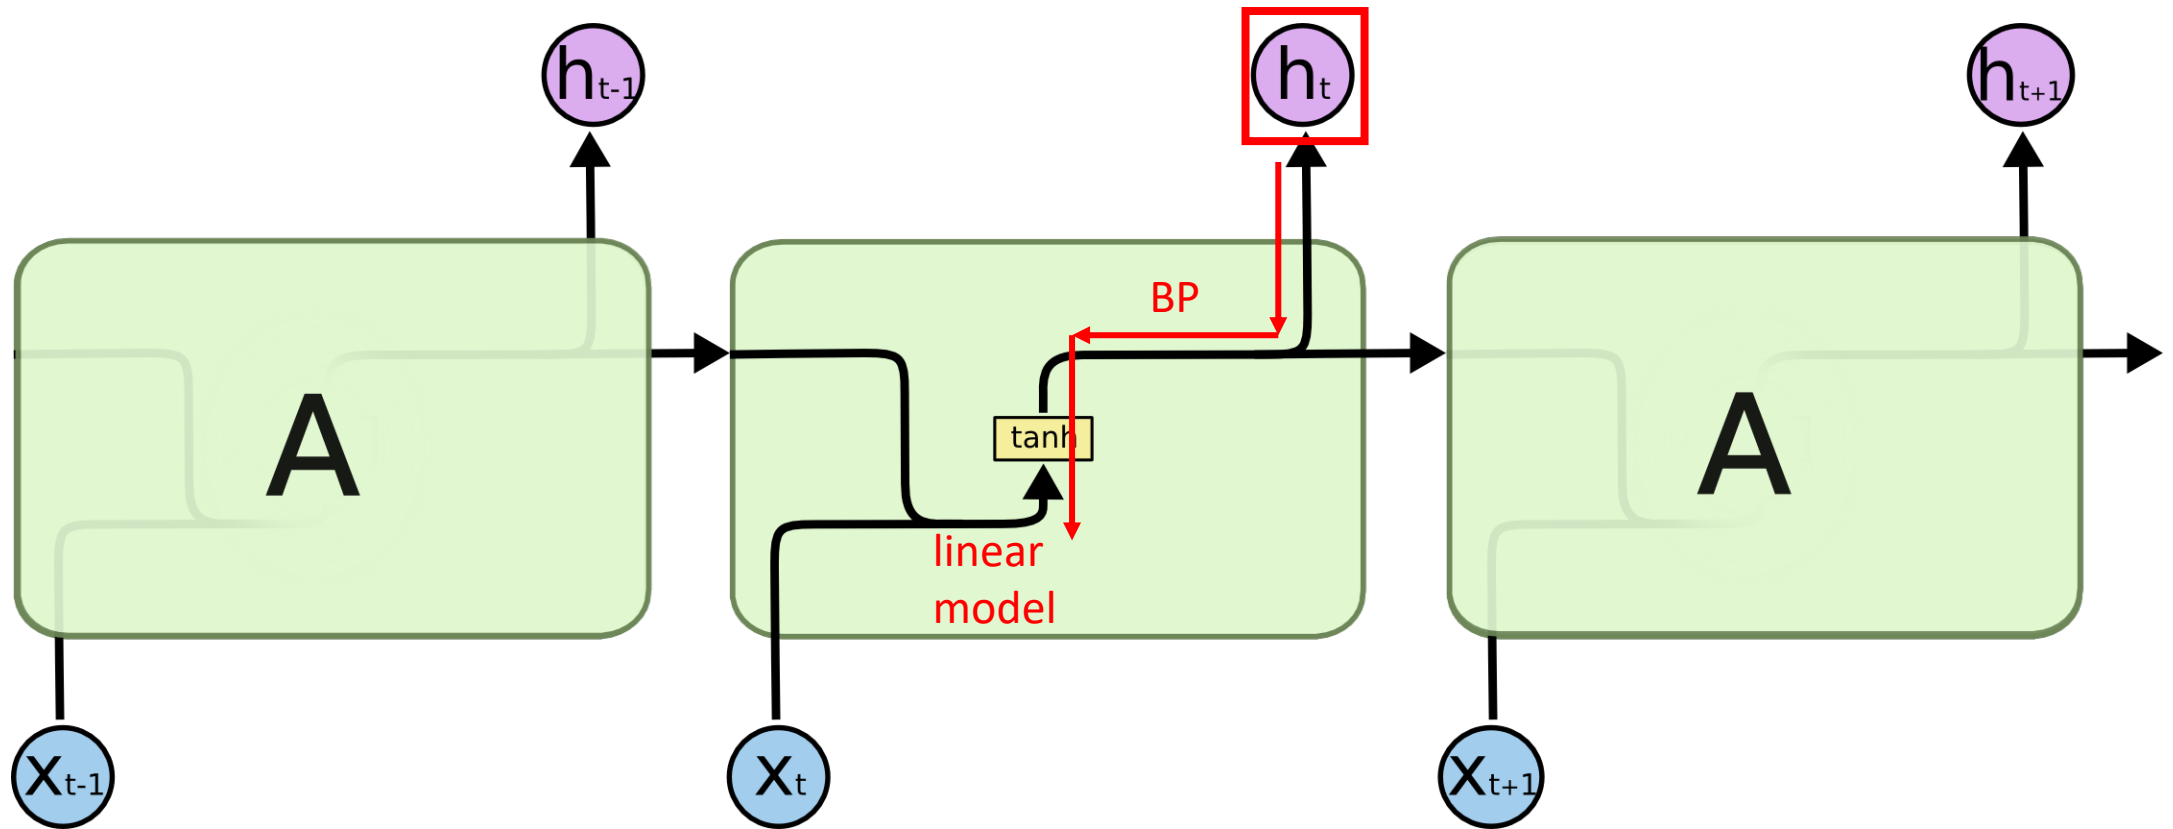 ht-1
ht
ht+1
BP
A
tanh
A
linear
model
xt-1
xt
xt+1